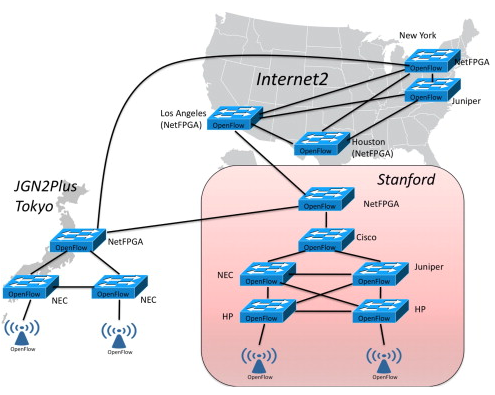 New York
OpenFlow
NetFPGA
Internet2
OpenFlow
Juniper
Los Angeles
(NetFPGA)
OpenFlow
OpenFlow
Houston
(NetFPGA)
JGN2Plus
Tokyo
Stanford
OpenFlow
NetFPGA
OpenFlow
NetFPGA
OpenFlow
Cisco
NEC
OpenFlow
OpenFlow
Juniper
OpenFlow
NEC
OpenFlow
NEC
HP
OpenFlow
OpenFlow
HP
OpenFlow
OpenFlow
OpenFlow
OpenFlow